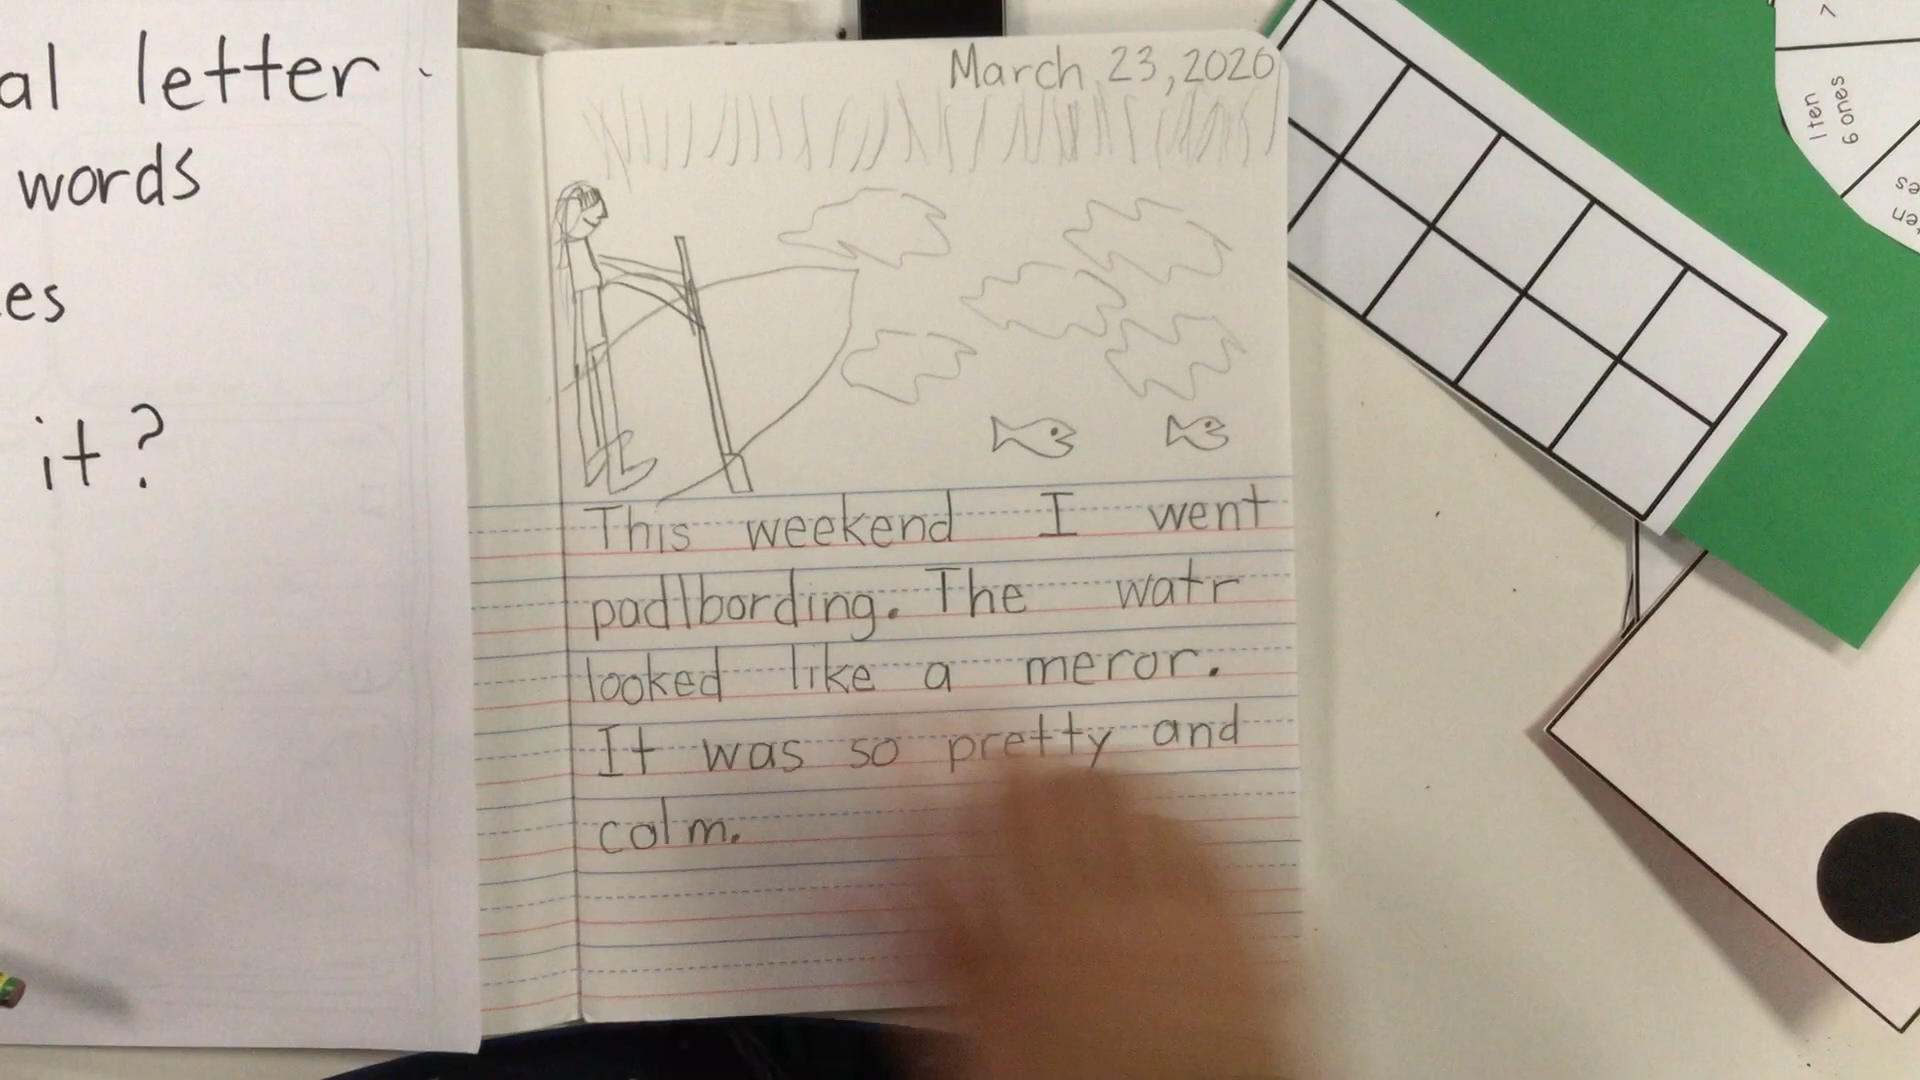 al letter
words
es
it?
March 23, 2020
This weekend I went
padlbording. The watr
looked like a meror.
It was so pretty and
calm.
1 ten
6 ones